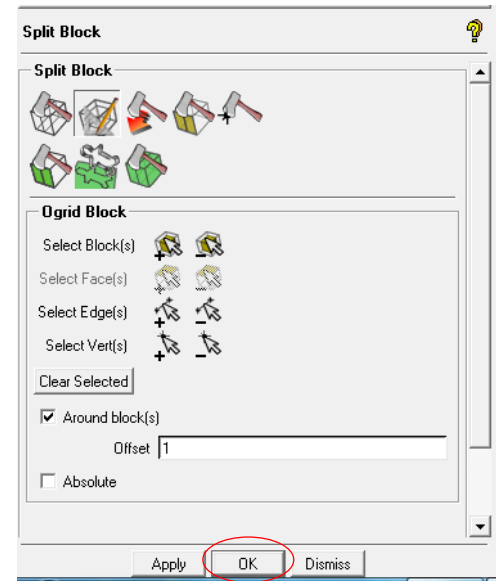 Split Block
Split Block
Ogrid Block
Select Block(s)
Select Face(s)
Select Edge(s)
Select Vert(s)
Clear Selected
Around block(s)
Offset 1
Absolute
Apply OK Dismiss